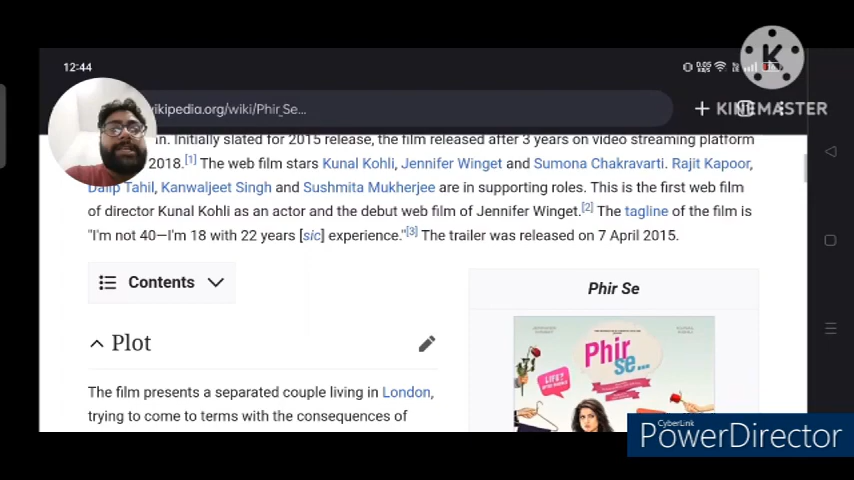 12:44
0.05
KB/S
K
KINEMASTER
vikipedia.org/wiki/Phir_Se...
in. Initially slated for 2015 release, the film released after 3 years on video streaming platform
2018.[1] The web film stars Kunal Kohli, Jennifer Winget and Sumona Chakravarti. Rajit Kapoor,
Dalip Tahil, Kanwaljeet Singh and Sushmita Mukherjee are in supporting roles. This is the first web film
of director Kunal Kohli as an actor and the debut web film of Jennifer Winget.[2] The tagline of the film is
"I'm not 40—I'm 18 with 22 years [sic] experience."[3] The trailer was released on 7 April 2015.
Contents
Phir Se
Plot
Phir
se...
LIFE?
The film presents a separated couple living in London,
trying to come to terms with the consequences of
CyberLink
PowerDirector